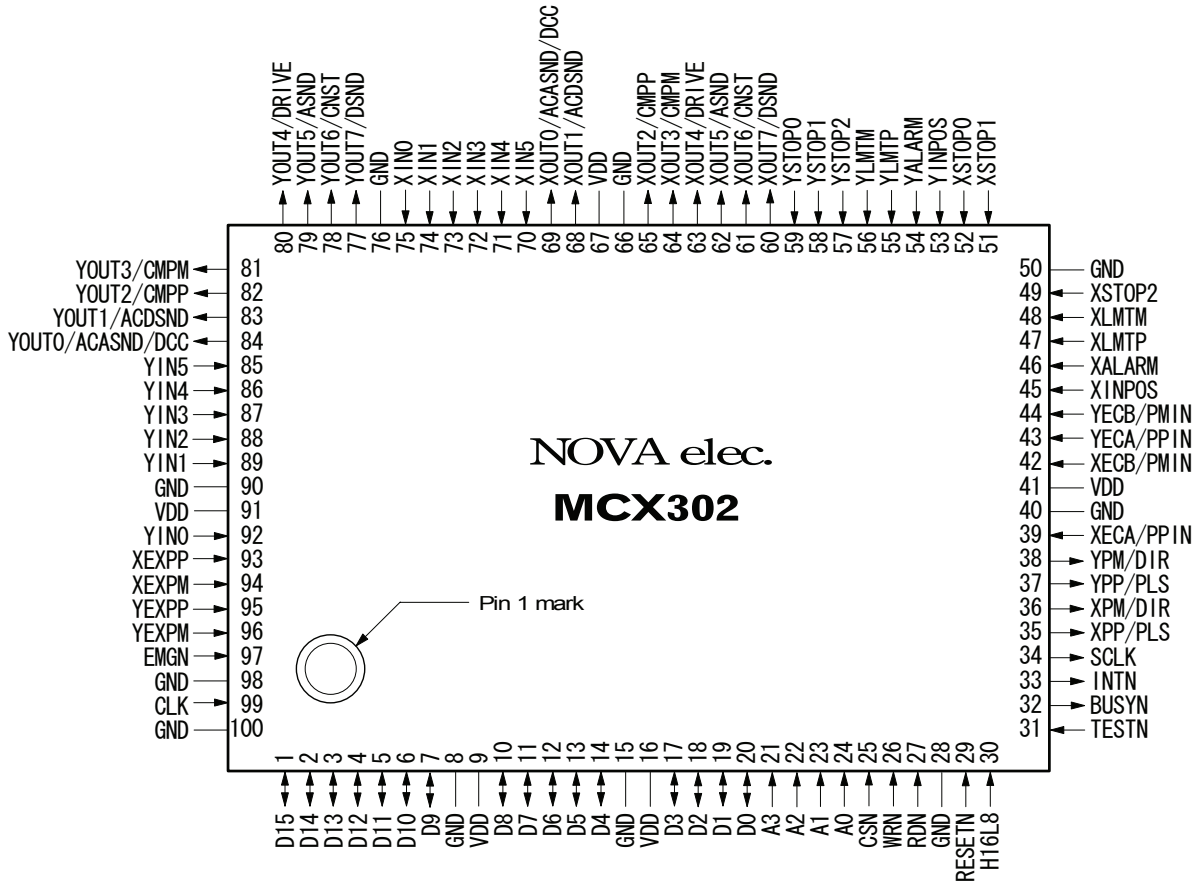 YOUT4/DRIVE
YOUT5/ASND
YOUT6/CNST
YOUT7/DSND
GND
XIN0
XIN1
XIN2
XIN3
XIN4
XIN5
XOUT0/ACASND/DCC
XOUT1/ACDSND
VDD
GND
XOUT2/CMPP
XOUT3/CMPM
XOUT4/DRIVE
XOUT5/ASND
XOUT6/CNST
XOUT7/DSND
YSTOP0
YSTOP1
YSTOP2
YLMTM
YLMTP
YALARM
YINPOS
XSTOP0
XSTOP1
80
79
78
77
76
75
74
73
72
71
70
69
68
67
66
65
64
63
62
61
60
59
58
57
56
55
54
53
52
51
YOUT3/CMPM 81
YOUT2/CMPP 82
YOUT1/ACDSND 83
YOUT0/ACASND/DCC 84
YIN5 85
YIN4 86
YIN3 87
YIN2 88
YIN1 89
GND 90
VDD 91
YIN0 92
XEXPP 93
XEXPM 94
YEXPP 95
YEXPM 96
EMGN 97
GND 98
CLK 99
GND 100
NOVA elec.
MCX302
Pin 1 mark
50 GND
49 XSTOP2
48 XLMTM
47 XLMTP
46 XALARM
45 XINPOS
44 YECB/PMIN
43 YECA/PPIN
42 XECB/PMIN
41 VDD
40 GND
39 XECA/PPIN
38 YPM/DIR
37 YPP/PLS
36 XPM/DIR
35 XPP/PLS
34 SCLK
33 INTN
32 BUSYN
31 TESTN
1
2
3
4
5
6
7
8
9
10
11
12
13
14
15
16
17
18
19
20
21
22
23
24
25
26
27
28
29
30
D15
D14
D13
D12
D11
D10
D9
GND
VDD
D8
D7
D6
D5
D4
GND
VDD
D3
D2
D1
D0
A3
A2
A1
A0
CSN
WRN
RDN
GND
RESETN
H16L8